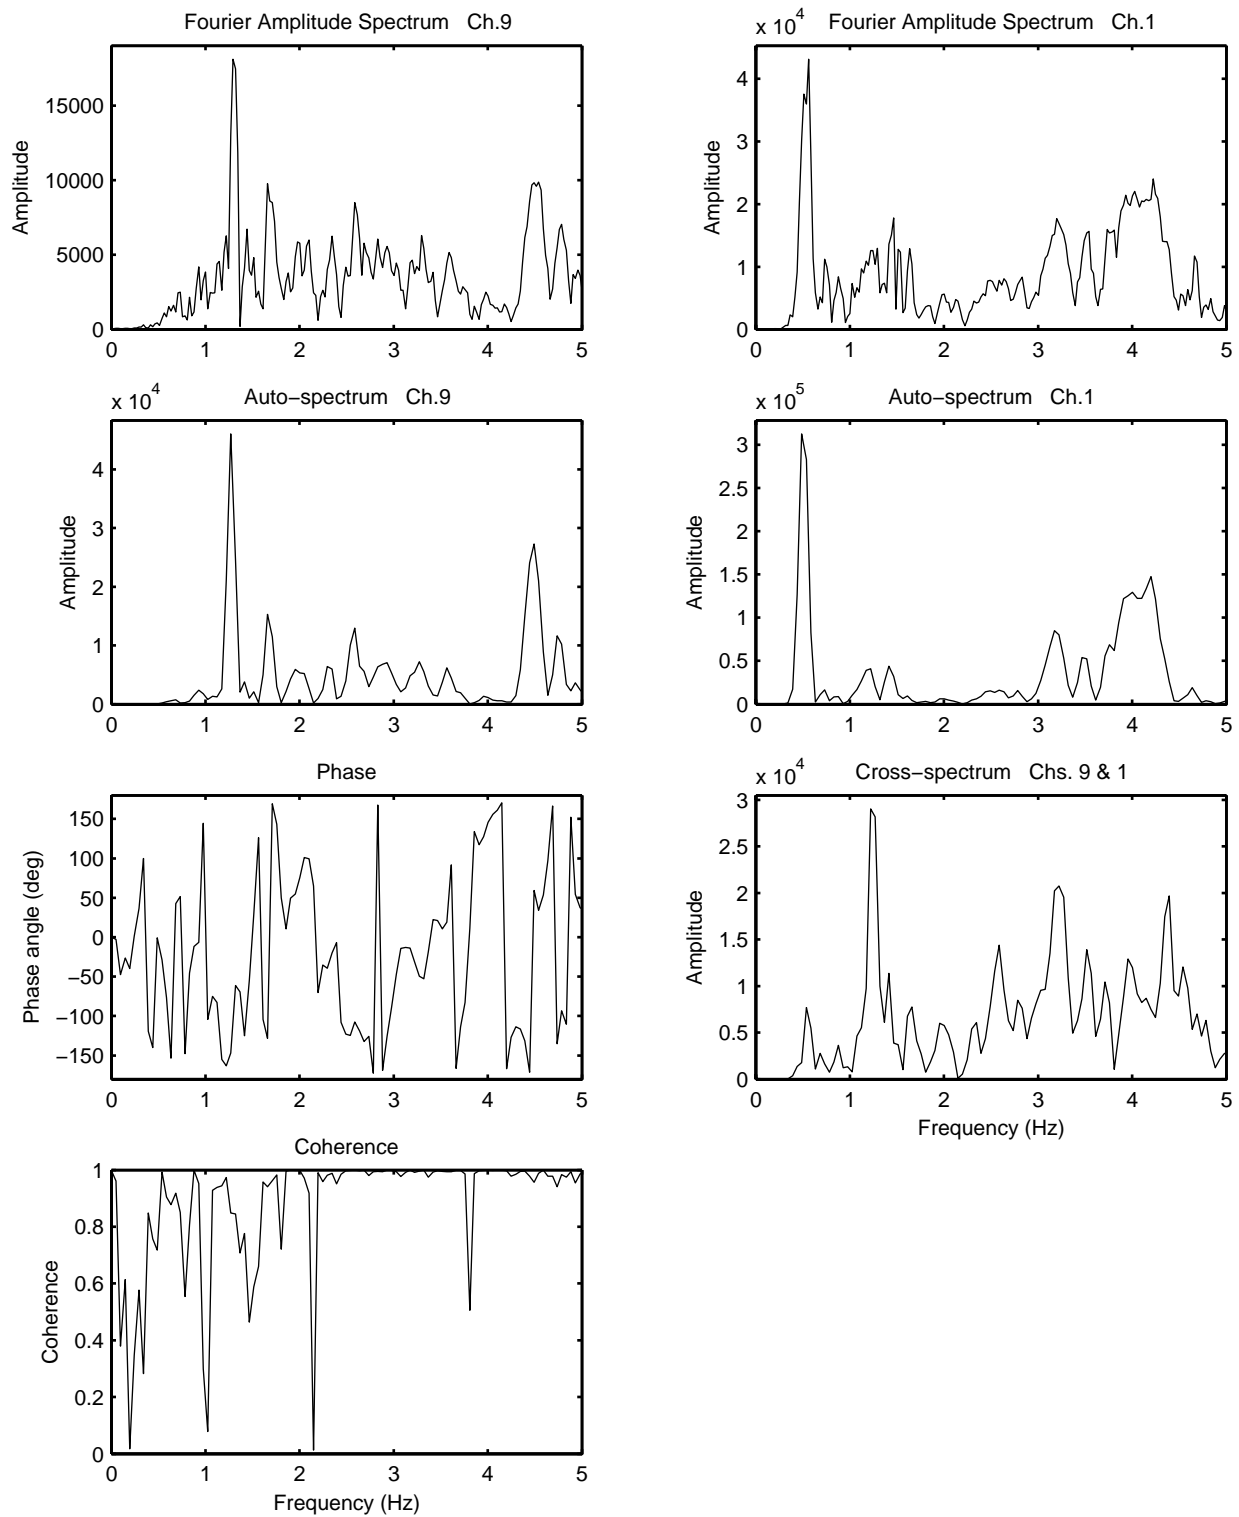 Fourier Amplitude Spectrum Ch.9
Amplitude
15000
10000
5000
0
0 1 2 3 4 5
Fourier Amplitude Spectrum Ch.1
x 10^4
Amplitude
4
3
2
1
0
0 1 2 3 4 5
Auto−spectrum Ch.9
x 10^4
Amplitude
4
3
2
1
0
0 1 2 3 4 5
Auto−spectrum Ch.1
x 10^5
Amplitude
3
2.5
2
1.5
1
0.5
0
0 1 2 3 4 5
Phase
Phase angle (deg)
150
100
50
0
−50
−100
−150
0 1 2 3 4 5
Cross−spectrum Chs. 9 & 1
x 10^4
Amplitude
3
2.5
2
1.5
1
0.5
0
0 1 2 3 4 5
Frequency (Hz)
Coherence
Coherence
1
0.8
0.6
0.4
0.2
0
0 1 2 3 4 5
Frequency (Hz)